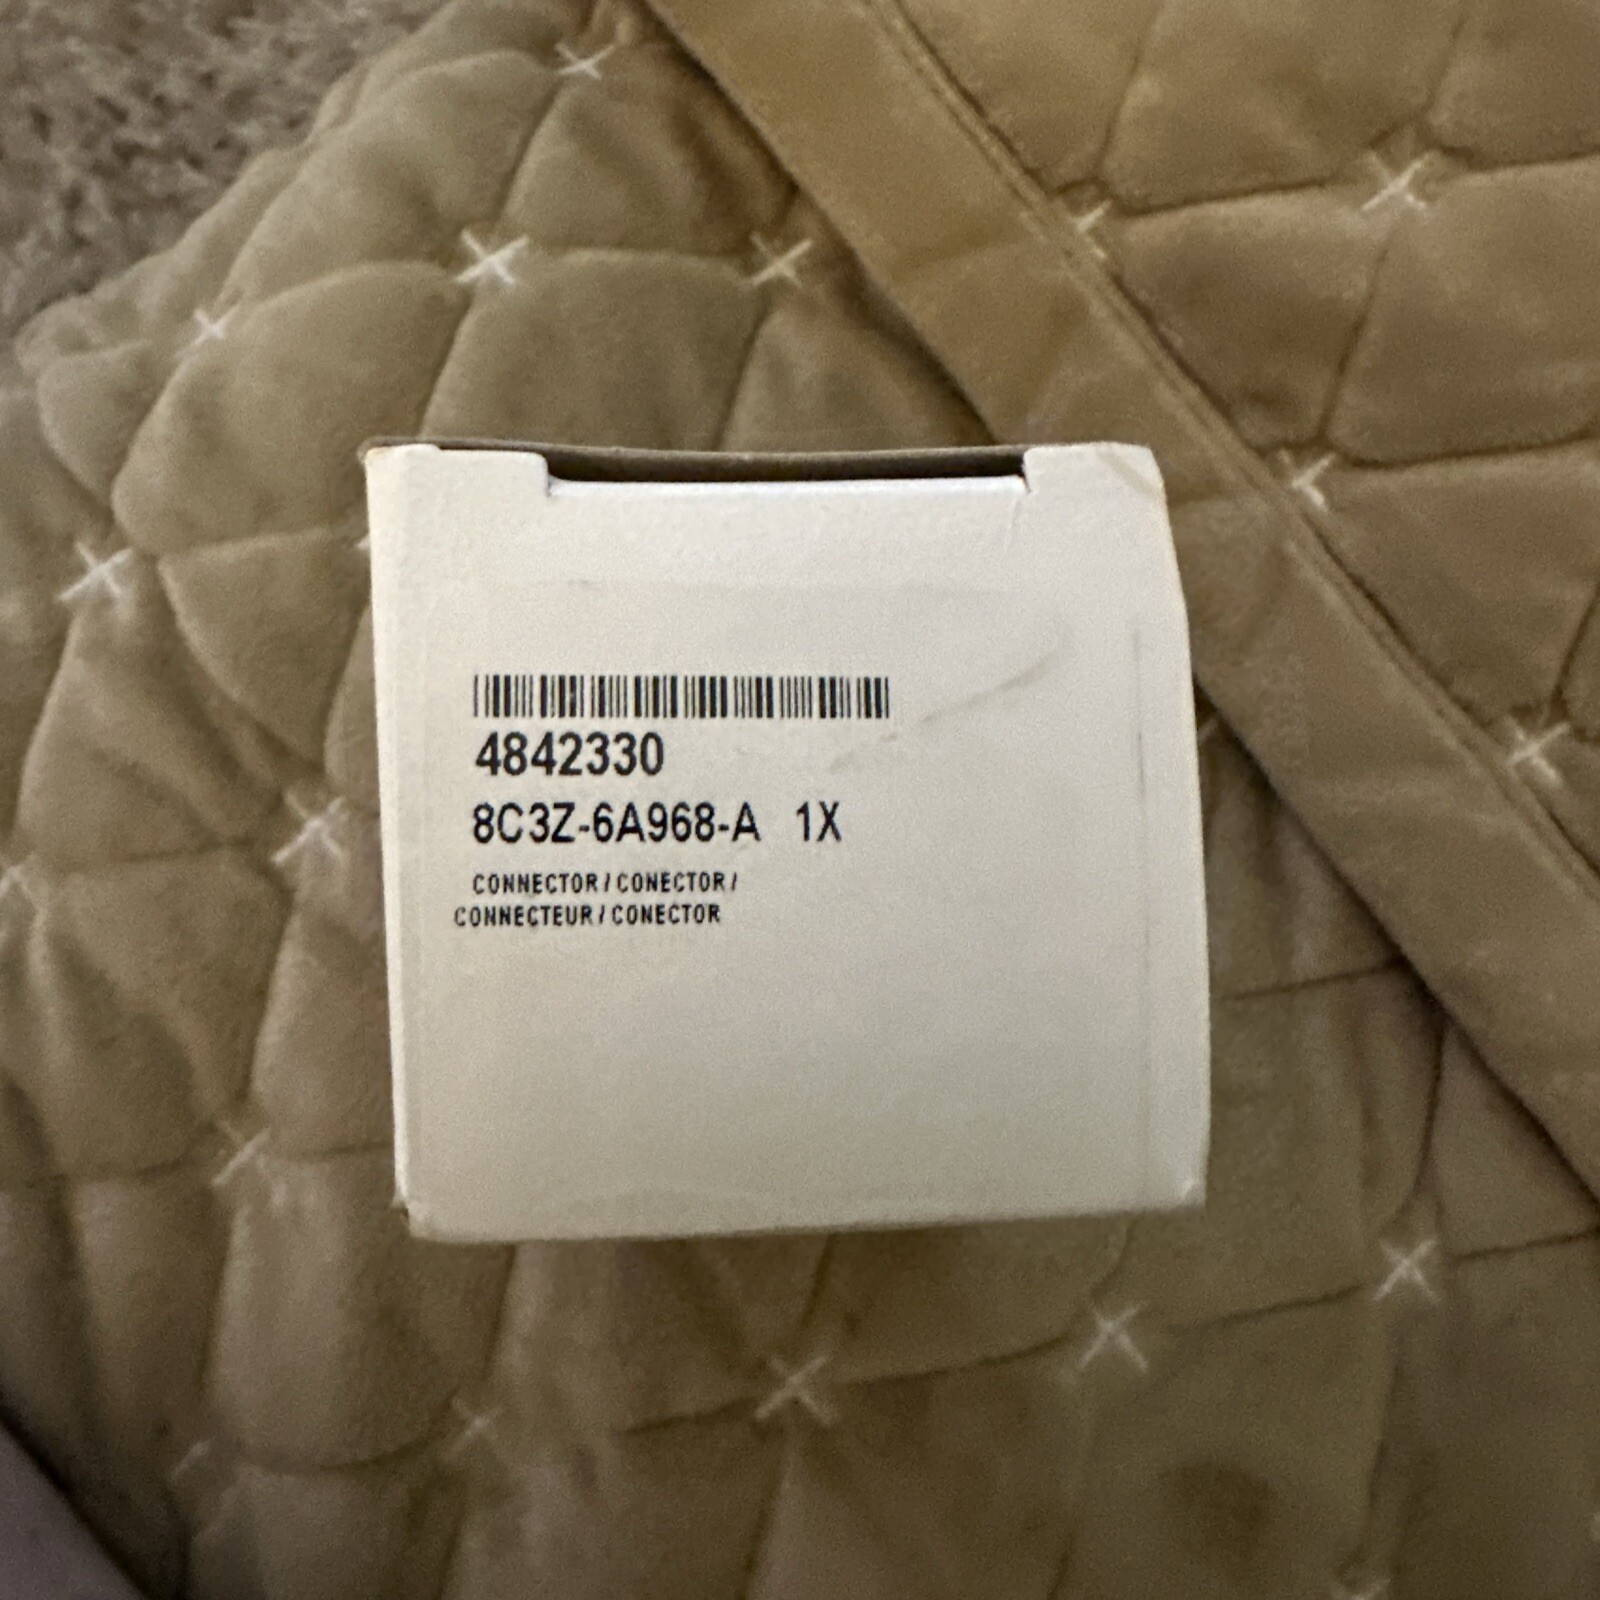 4842330
8C3Z-6A968-A 1X
CONNECTOR / CONECTOR /
CONNECTEUR / CONECTOR